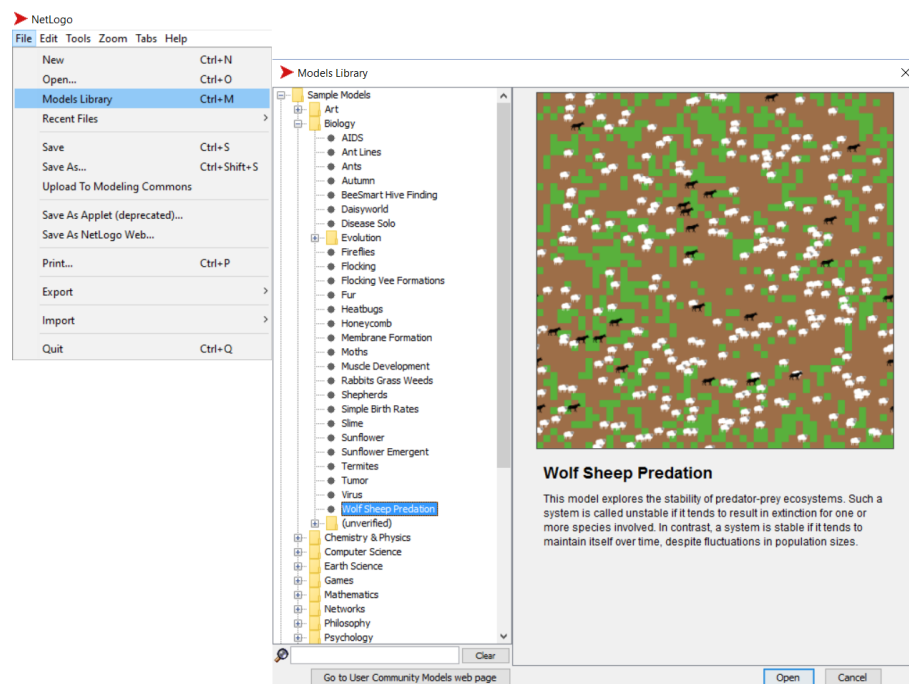 NetLogo
File Edit Tools Zoom Tabs Help
New Ctrl+N
Open... Ctrl+O
Models Library Ctrl+M
Recent Files
Save Ctrl+S
Save As... Ctrl+Shift+S
Upload To Modeling Commons
Save As Applet (deprecated)...
Save As NetLogo Web...
Print... Ctrl+P
Export
Import
Quit Ctrl+Q
Models Library
Sample Models
Art
Biology
AIDS
Ant Lines
Ants
Autumn
BeeSmart Hive Finding
Daisyworld
Disease Solo
Evolution
Fireflies
Flocking
Flocking Vee Formations
Fur
Heatbugs
Honeycomb
Membrane Formation
Moths
Muscle Development
Rabbits Grass Weeds
Shepherds
Simple Birth Rates
Slime
Sunflower
Sunflower Emergent
Termites
Tumor
Virus
Wolf Sheep Predation
(unverified)
Chemistry & Physics
Computer Science
Earth Science
Games
Mathematics
Networks
Philosophy
Psychology
Clear
Go to User Community Models web page
Wolf Sheep Predation
This model explores the stability of predator-prey ecosystems. Such a
system is called unstable if it tends to result in extinction for one or
more species involved. In contrast, a system is stable if it tends to
maintain itself over time, despite fluctuations in population sizes.
Open Cancel